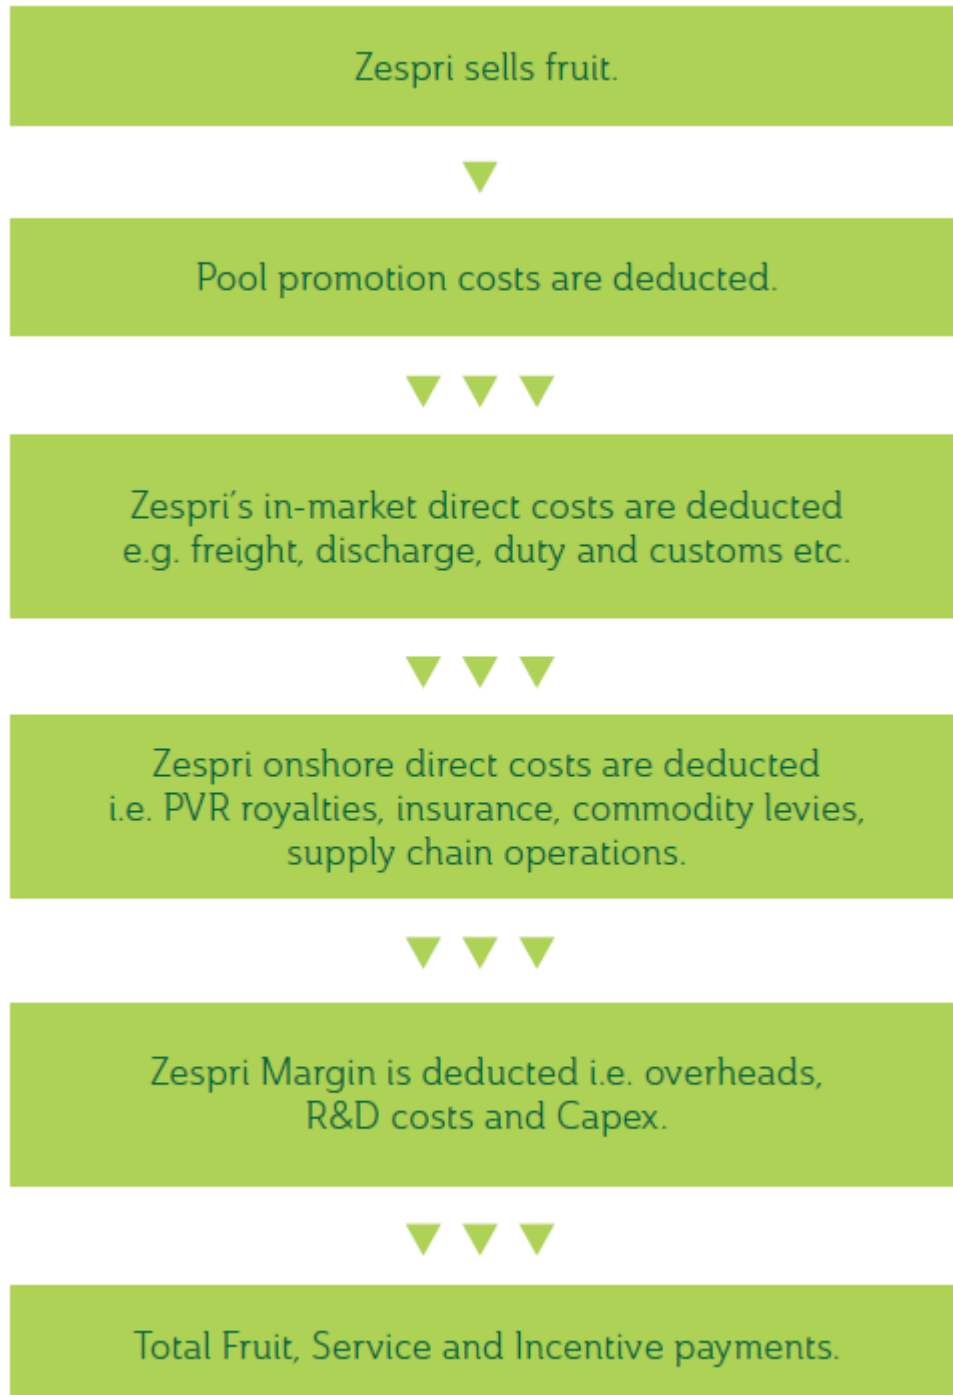 Zespri sells fruit.
Pool promotion costs are deducted.
Zespri's in-market direct costs are deducted
e.g. freight, discharge, duty and customs etc.
Zespri onshore direct costs are deducted
i.e. PVR royalties, insurance, commodity levies,
supply chain operations.
Zespri Margin is deducted i.e. overheads,
R&D costs and Capex.
Total Fruit, Service and Incentive payments.